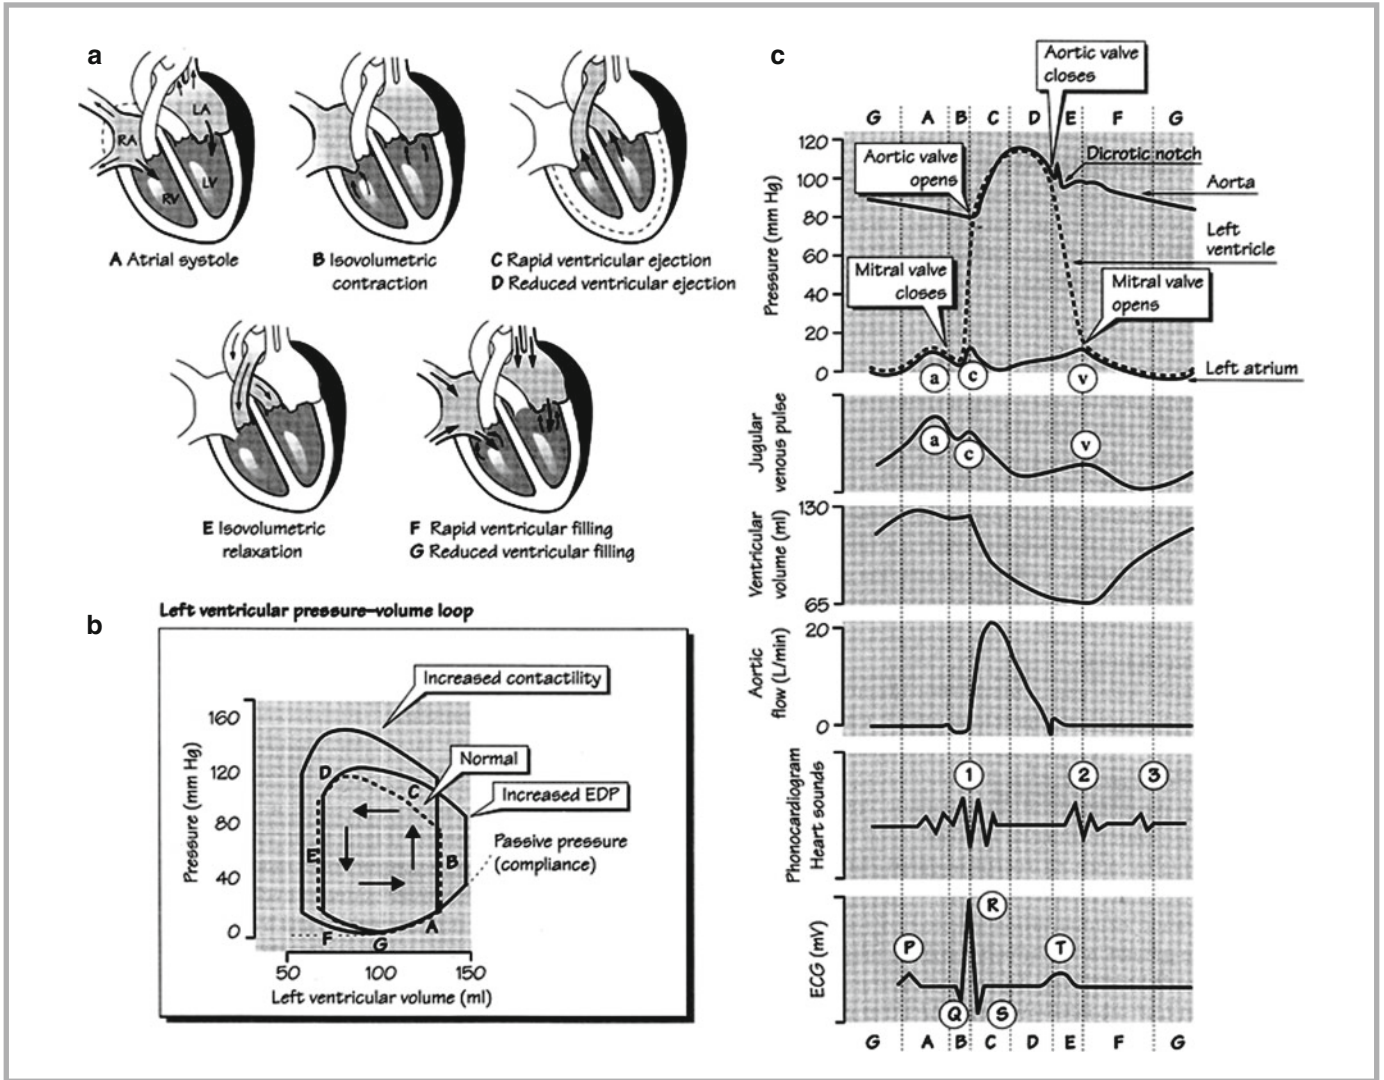 a
RA
LA
RV
LV
A Atrial systole
B Isovolumetric
contraction
C Rapid ventricular ejection
D Reduced ventricular ejection
E Isovolumetric
relaxation
F Rapid ventricular filling
G Reduced ventricular filling
b
Left ventricular pressure–volume loop
Increased contactility
Normal
Increased EDP
Passive pressure
(compliance)
Pressure (mm Hg)
160
120
80
40
0
D
C
E
B
A
F
G
50 100 150
Left ventricular volume (ml)
c
Aortic valve
closes
G A B C D E F G
Pressure (mm Hg)
120
100
80
60
40
20
0
Aortic valve
opens
Dicrotic notch
Aorta
Left
ventricle
Mitral valve
closes
Mitral valve
opens
Left atrium
a c v
Jugular
venous pulse
a c v
Ventricular
volume (ml)
130
65
Aortic
flow (L/min)
20
0
Phonocardiogram
Heart sounds
1 2 3
ECG (mV)
P
R
T
Q S
G A B C D E F G